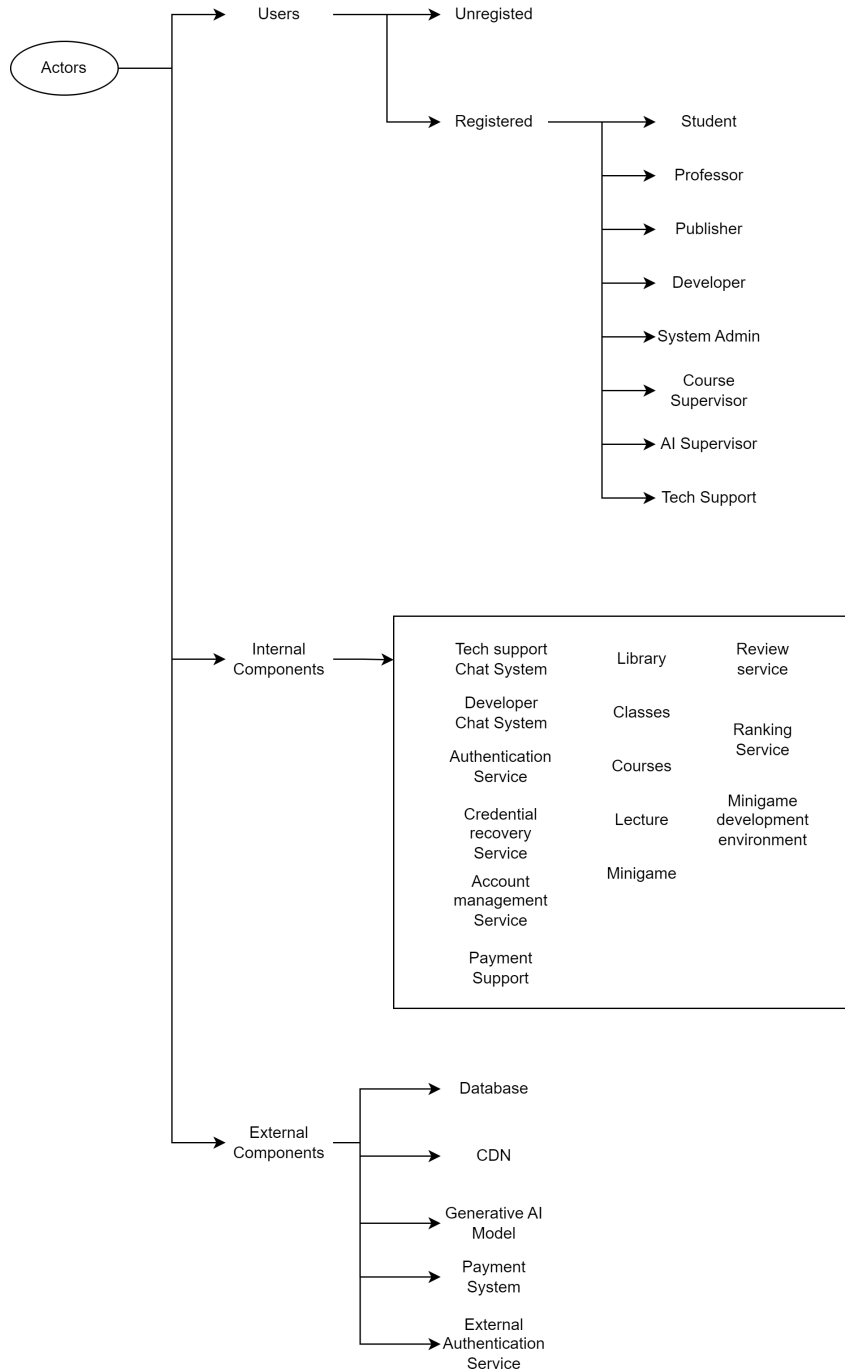 Actors
Users
Unregisted
Registered
Student
Professor
Publisher
Developer
System Admin
Course
Supervisor
AI Supervisor
Tech Support
Internal
Components
Tech support
Chat System
Developer
Chat System
Authentication
Service
Credential
recovery
Service
Account
management
Service
Payment
Support
Library
Classes
Courses
Lecture
Minigame
Review
service
Ranking
Service
Minigame
development
environment
External
Components
Database
CDN
Generative AI
Model
Payment
System
External
Authentication
Service